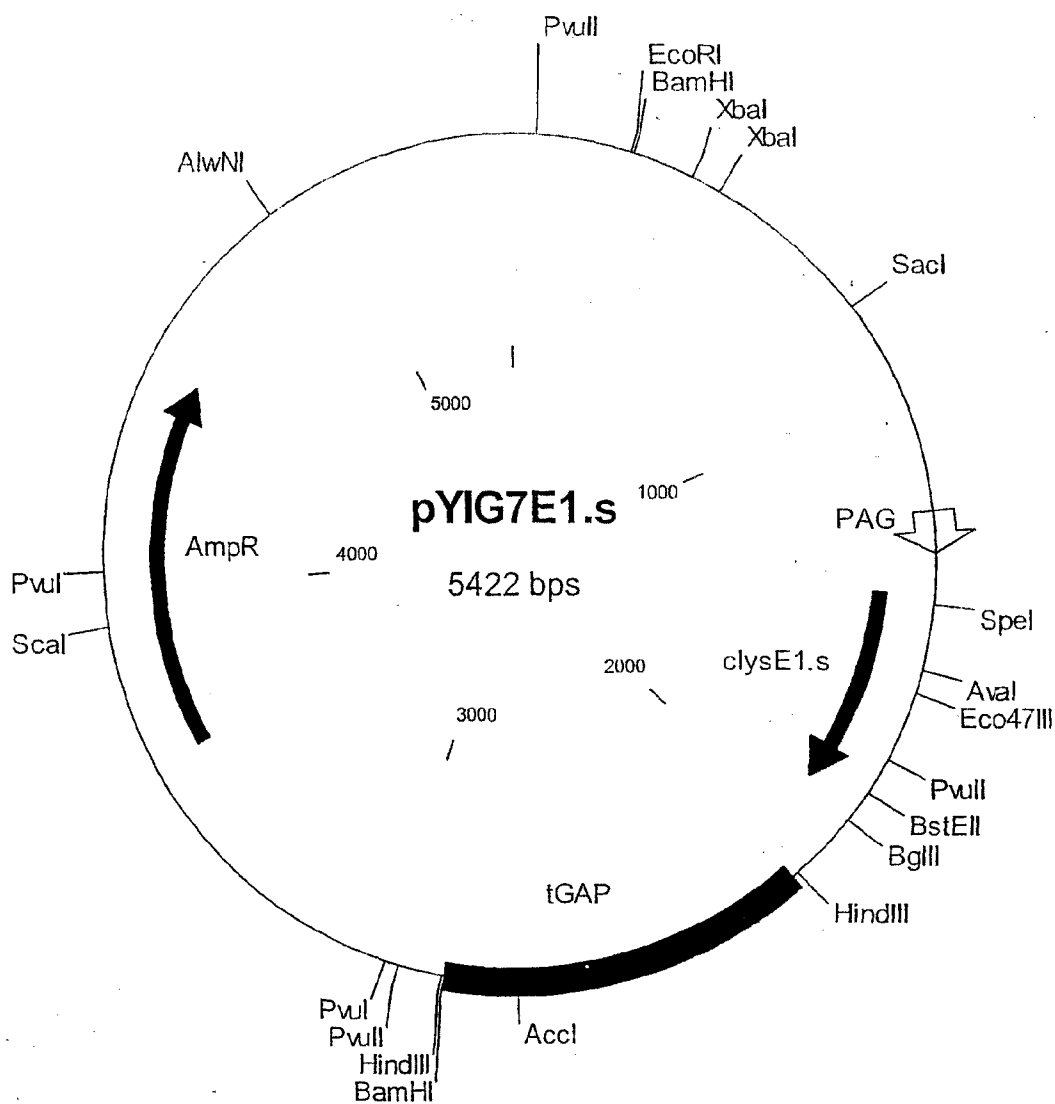 PvuII
EcoRI
BamHI
XbaI
XbaI
AlwNI
SacI
5000
1000
pYIG7E1.s
PAG
AmpR
4000
5422 bps
PvuI
SpeI
ScaI
clysE1.s
2000
AvaI
Eco47III
3000
PvuII
BstEII
BglII
tGAP
HindIII
PvuI
PvuII
AccI
HindIII
BamHI